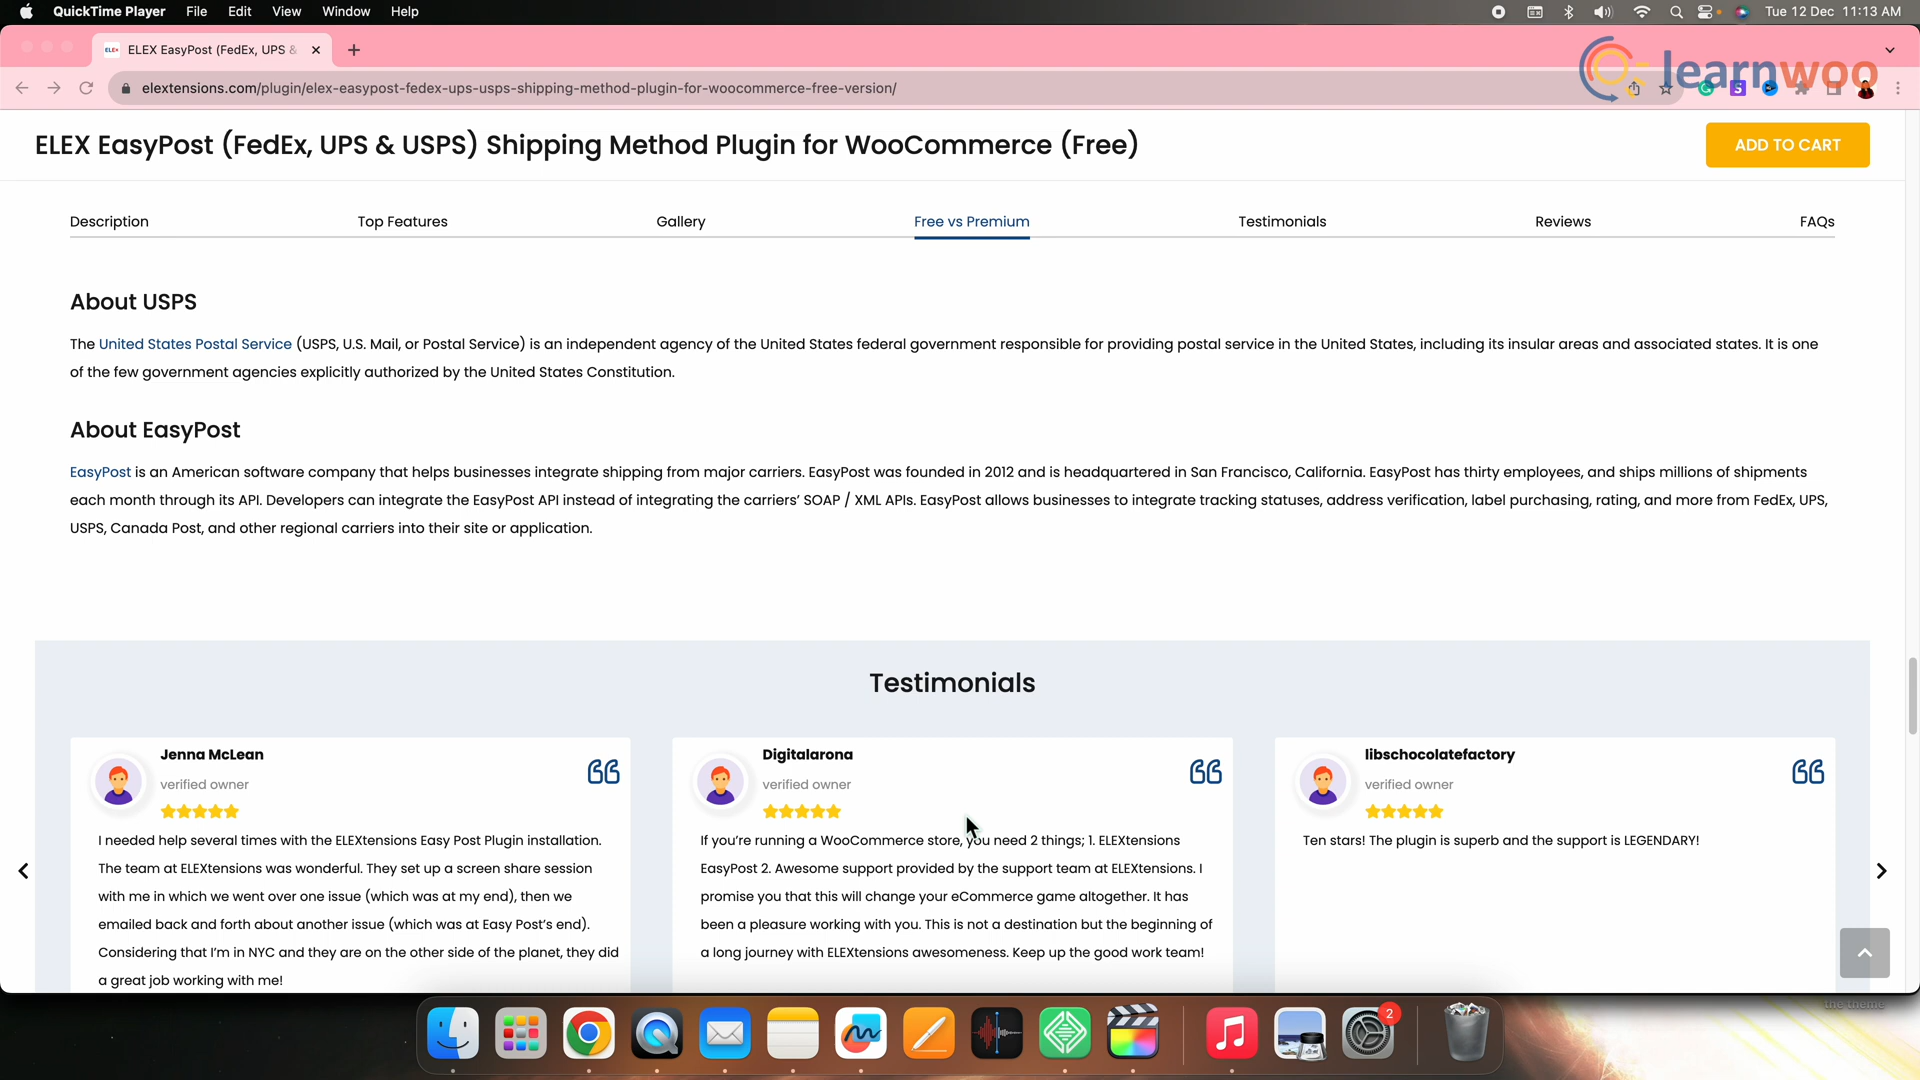 QuickTime Player File Edit View Window Help Tue 12 Dec 11:13 AM
ELEX EasyPost (FedEx, UPS &
learnwoo
elextensions.com/plugin/elex-easypost-fedex-ups-usps-shipping-method-plugin-for-woocommerce-free-version/
ELEX EasyPost (FedEx, UPS & USPS) Shipping Method Plugin for WooCommerce (Free)
ADD TO CART
Description Top Features Gallery Free vs Premium Testimonials Reviews FAQs
About USPS
The United States Postal Service (USPS, U.S. Mail, or Postal Service) is an independent agency of the United States federal government responsible for providing postal service in the United States, including its insular areas and associated states. It is one
of the few government agencies explicitly authorized by the United States Constitution.
About EasyPost
EasyPost is an American software company that helps businesses integrate shipping from major carriers. EasyPost was founded in 2012 and is headquartered in San Francisco, California. EasyPost has thirty employees, and ships millions of shipments
each month through its API. Developers can integrate the EasyPost API instead of integrating the carriers' SOAP / XML APIs. EasyPost allows businesses to integrate tracking statuses, address verification, label purchasing, rating, and more from FedEx, UPS,
USPS, Canada Post, and other regional carriers into their site or application.
Testimonials
Jenna McLean
verified owner
I needed help several times with the ELEXtensions Easy Post Plugin installation.
The team at ELEXtensions was wonderful. They set up a screen share session
with me in which we went over one issue (which was at my end), then we
emailed back and forth about another issue (which was at Easy Post's end).
Considering that I'm in NYC and they are on the other side of the planet, they did
a great job working with me!
Digitalarona
verified owner
If you're running a WooCommerce store, you need 2 things; 1. ELEXtensions
EasyPost 2. Awesome support provided by the support team at ELEXtensions. I
promise you that this will change your eCommerce game altogether. It has
been a pleasure working with you. This is not a destination but the beginning of
a long journey with ELEXtensions awesomeness. Keep up the good work team!
libschocolatefactory
verified owner
Ten stars! The plugin is superb and the support is LEGENDARY!
the theme
2